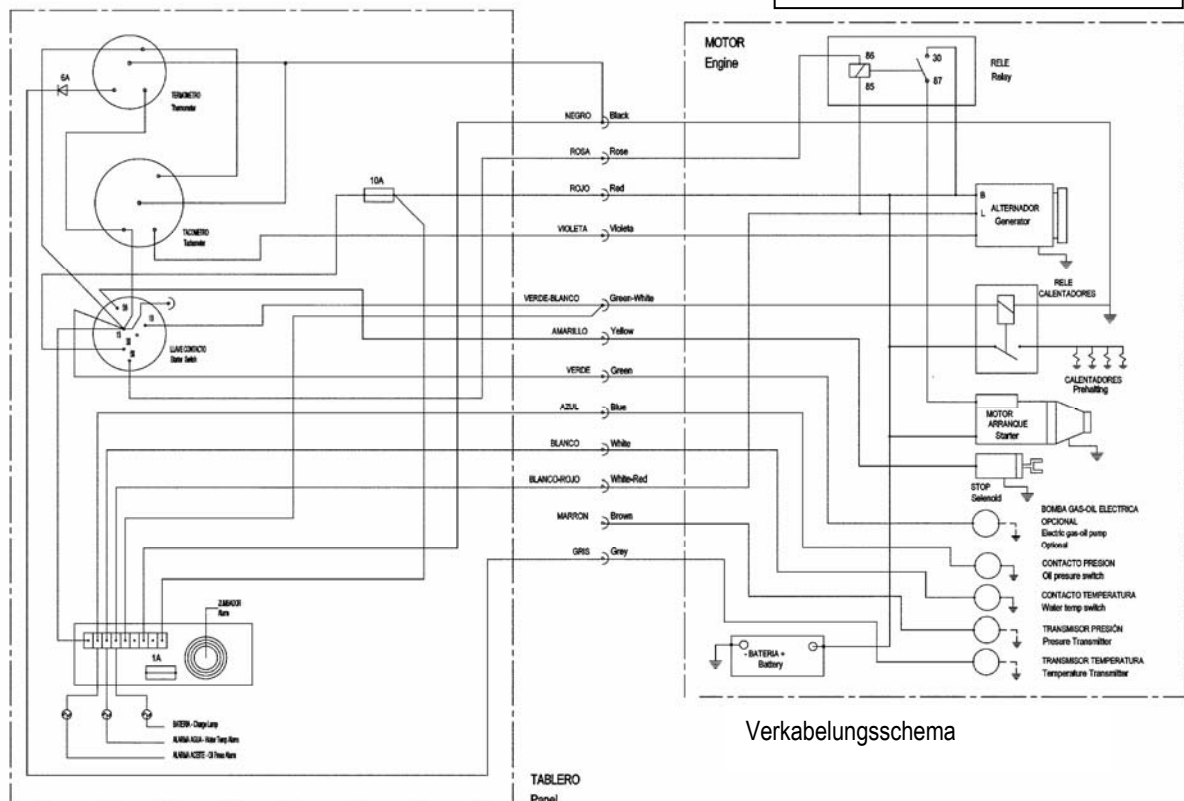 6A
TERMOMETRO
Thermometer
TACOMETRO
Tachometer
10A
50
15
30
LLAVE CONTACTO
Starter Switch
NEGRO Black
ROSA Rose
ROJO Red
VIOLETA Violeta
VERDE-BLANCO Green-White
AMARILLO Yellow
VERDE Green
AZUL Blue
BLANCO White
BLANCO-ROJO White-Red
MARRON Brown
GRIS Grey
ZUMBADOR
Alarm
1A
BATERIA - Charge Lamp
ALARMA AGUA - Water Temp Alarm
ALARMA ACEITE - Oil Press Alarm
TABLERO
Panel
MOTOR
Engine
86
85
30
87
RELE
Relay
B
L
ALTERNADOR
Generator
RELE
CALENTADORES
CALENTADORES
Prehalting
MOTOR
ARRANQUE
Starter
STOP
Selenoid
BOMBA GAS-OIL ELECTRICA
OPCIONAL
Electric gas-oil pump
Optional
CONTACTO PRESION
Oil presure switch
CONTACTO TEMPERATURA
Water temp switch
TRANSMISOR PRESIÓN
Presure Transmitter
TRANSMISOR TEMPERATURA
Temperature Transmitter
- BATERIA +
Battery
Verkabelungsschema